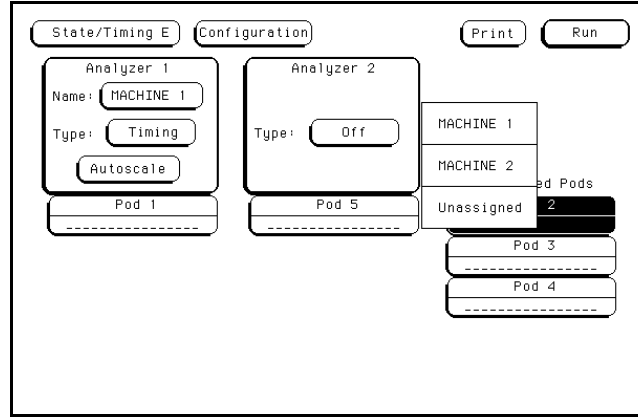 State/Timing E Configuration Print Run
Analyzer 1
Name: MACHINE 1
Type: Timing
Autoscale
Pod 1
Analyzer 2
Type: Off
Pod 5
MACHINE 1
MACHINE 2
Unassigned
ed Pods
2
Pod 3
Pod 4